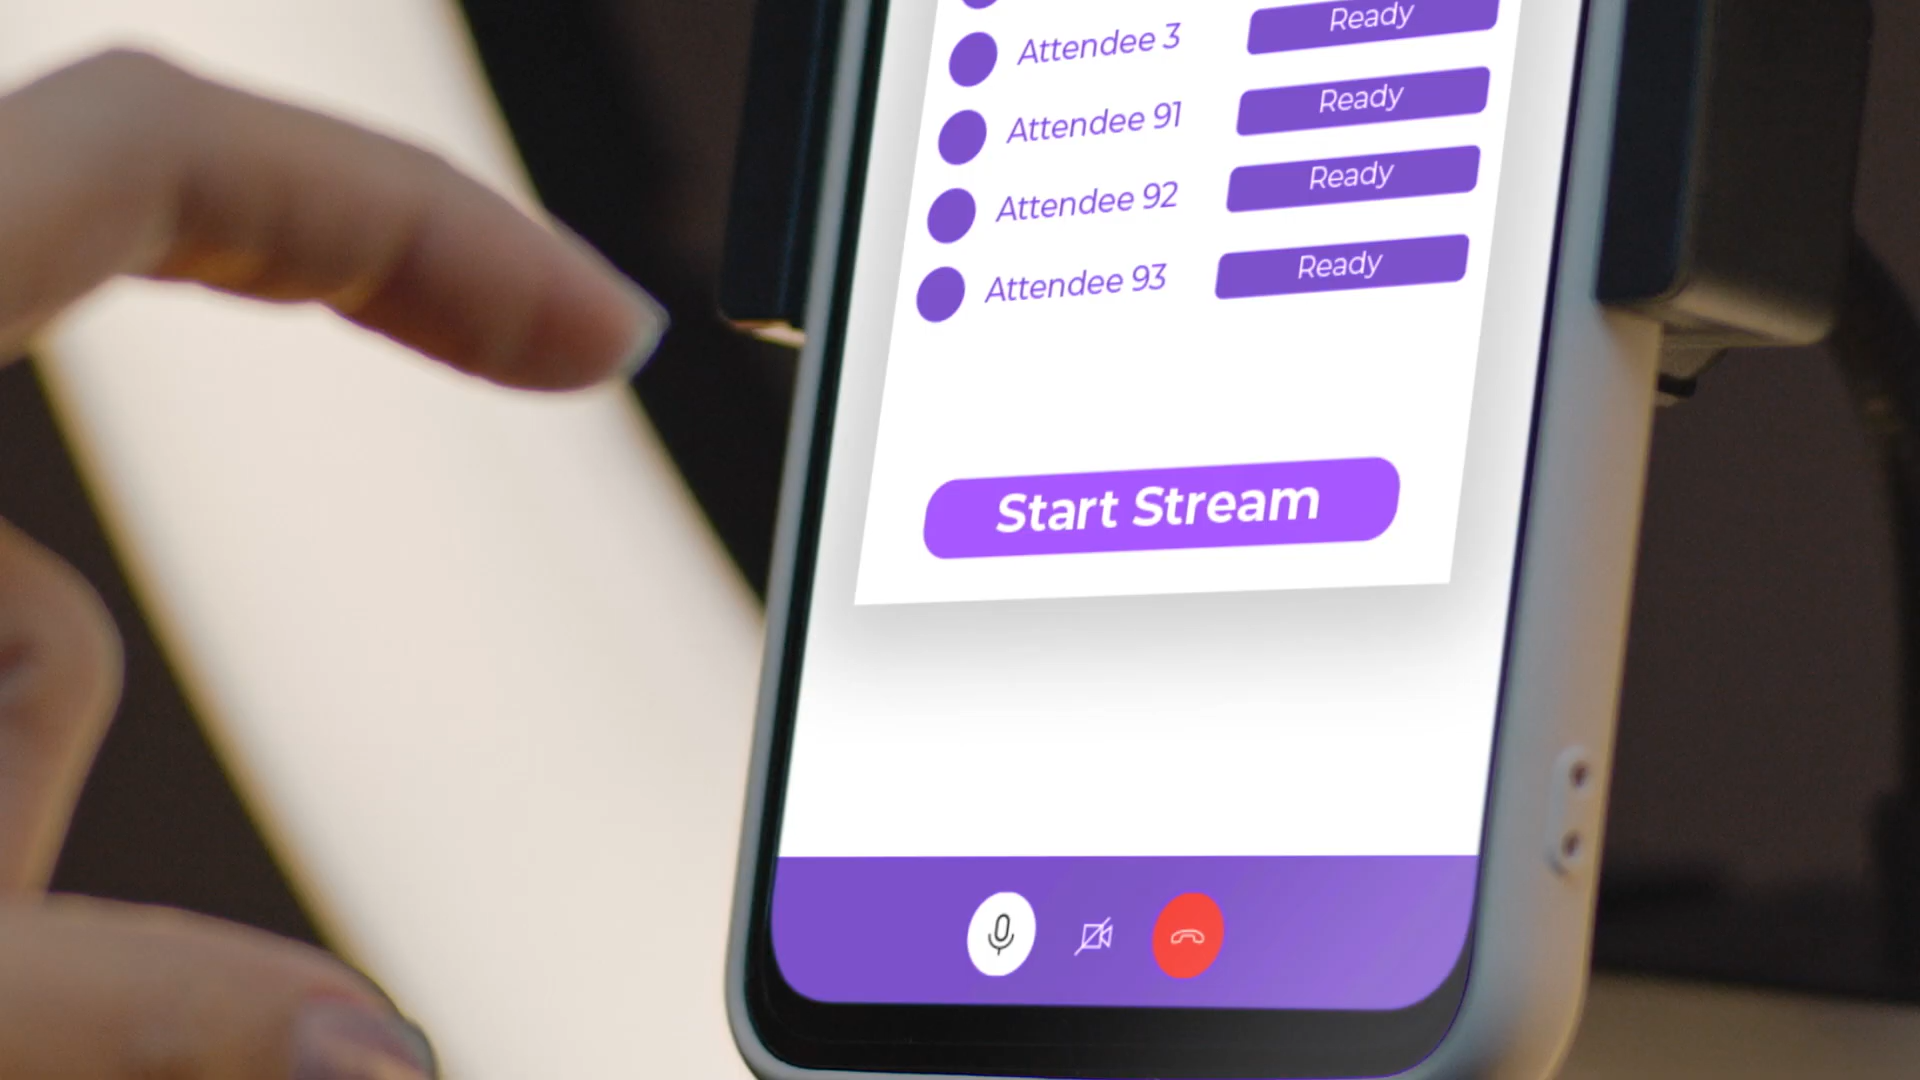 Attendee 3 Ready
Attendee 91 Ready
Attendee 92 Ready
Attendee 93 Ready
Start Stream